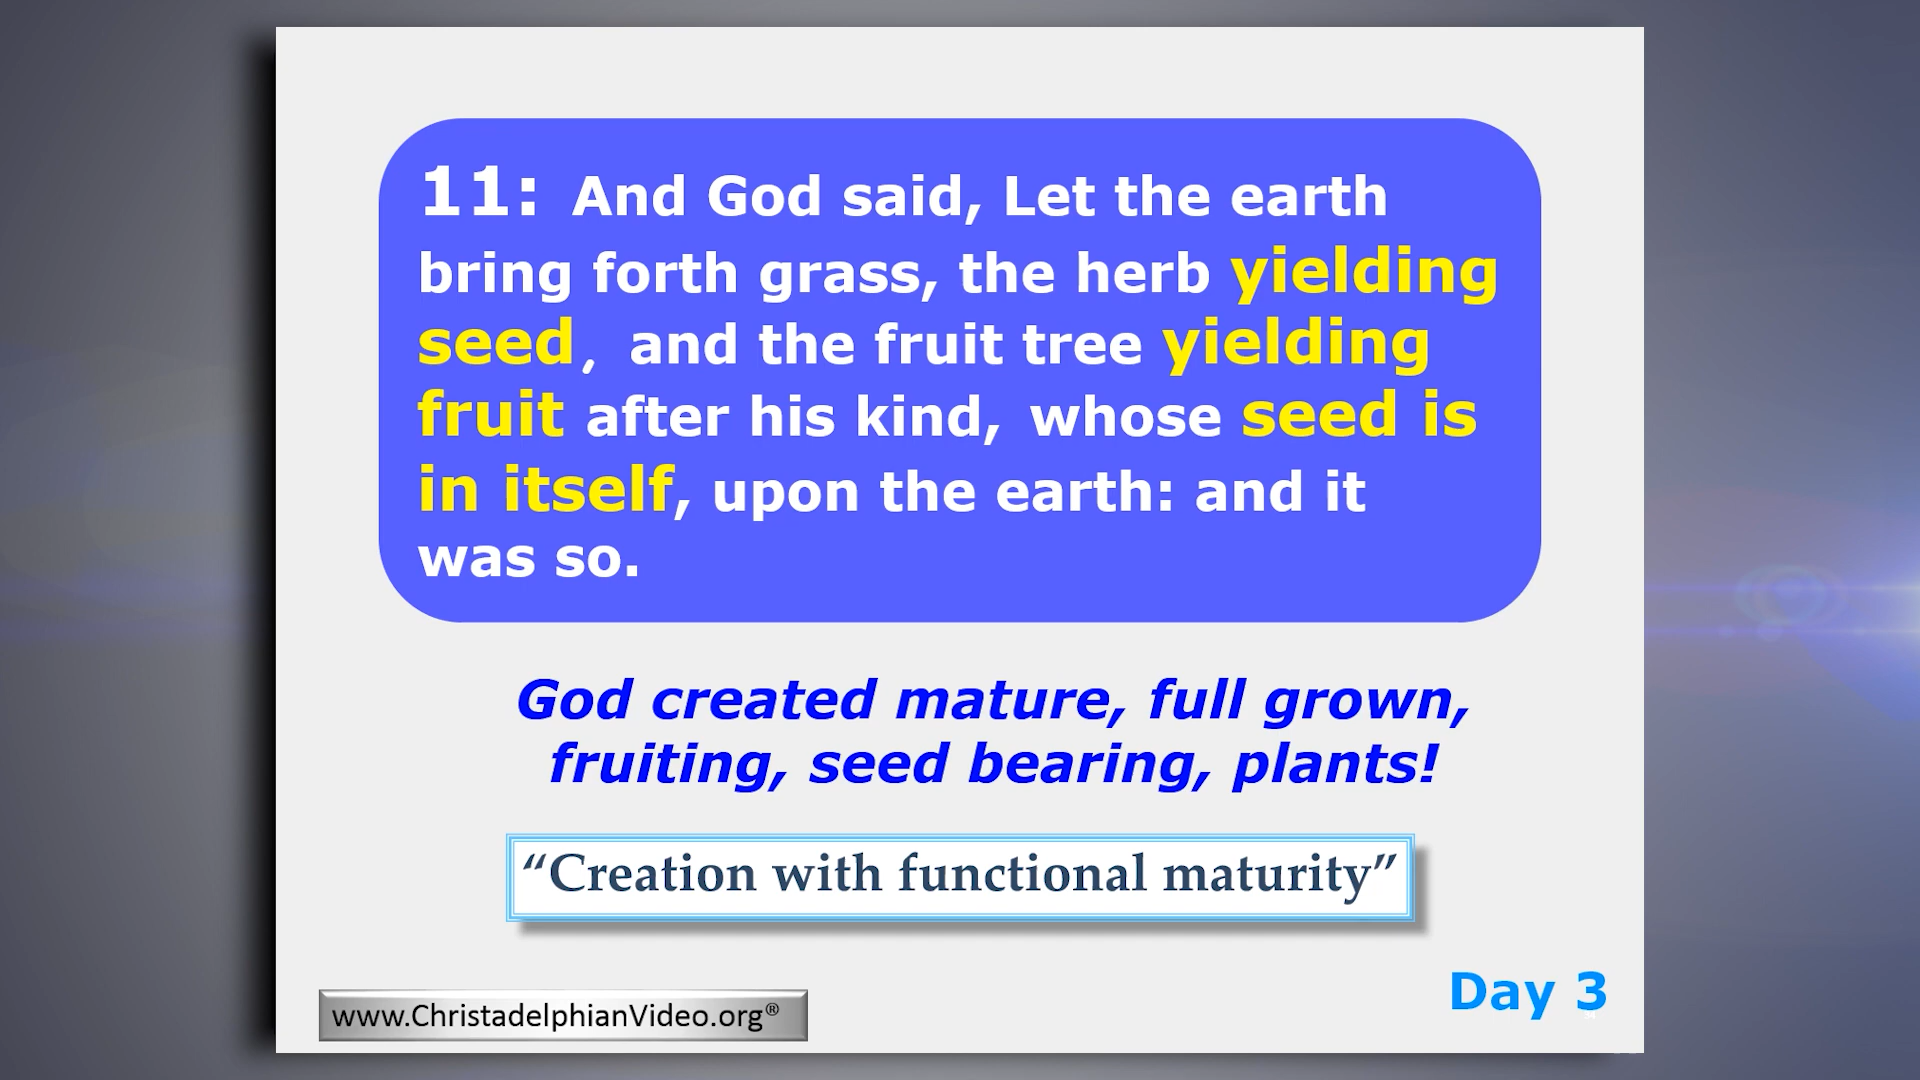 11: And God said, Let the earth
bring forth grass, the herb yielding
seed, and the fruit tree yielding
fruit after his kind, whose seed is
in itself, upon the earth: and it
was so.
God created mature, full grown,
fruiting, seed bearing, plants!
“Creation with functional maturity”
Day 3
www.ChristadelphianVideo.org®